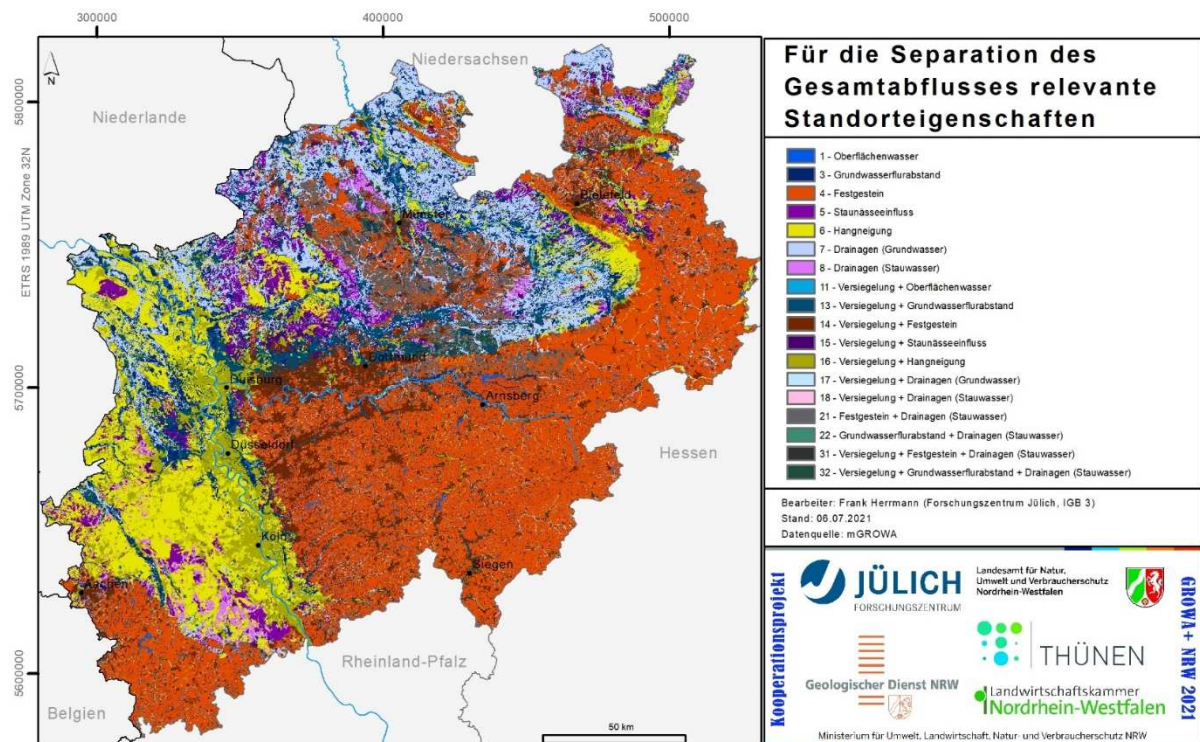 300000
400000
500000
5800000
5700000
5600000
ETRS 1989 UTM Zone 32N
N
Niederlande
Niedersachsen
Hessen
Rheinland-Pfalz
Belgien
Bielefeld
Münster
Dortmund
Duisburg
Arnsberg
Düsseldorf
Köln
Siegen
Aachen
50 km
Für die Separation des
Gesamtabflusses relevante
Standorteigenschaften
1 - Oberflächenwasser
3 - Grundwasserflurabstand
4 - Festgestein
5 - Staunässeeinfluss
6 - Hangneigung
7 - Drainagen (Grundwasser)
8 - Drainagen (Stauwasser)
11 - Versiegelung + Oberflächenwasser
13 - Versiegelung + Grundwasserflurabstand
14 - Versiegelung + Festgestein
15 - Versiegelung + Staunässeeinfluss
16 - Versiegelung + Hangneigung
17 - Versiegelung + Drainagen (Grundwasser)
18 - Versiegelung + Drainagen (Stauwasser)
21 - Festgestein + Drainagen (Stauwasser)
22 - Grundwasserflurabstand + Drainagen (Stauwasser)
31 - Versiegelung + Festgestein + Drainagen (Stauwasser)
32 - Versiegelung + Grundwasserflurabstand + Drainagen (Stauwasser)
Bearbeiter: Frank Herrmann (Forschungszentrum Jülich, IGB 3)
Stand: 06.07.2021
Datenquelle: mGROWA
Kooperationsprojekt
JÜLICH
FORSCHUNGSZENTRUM
Landesamt für Natur,
Umwelt und Verbraucherschutz
Nordrhein-Westfalen
Geologischer Dienst NRW
THÜNEN
Landwirtschaftskammer
Nordrhein-Westfalen
GROWA + NRW 2021
Ministerium für Umwelt, Landwirtschaft, Natur- und Verbraucherschutz NRW